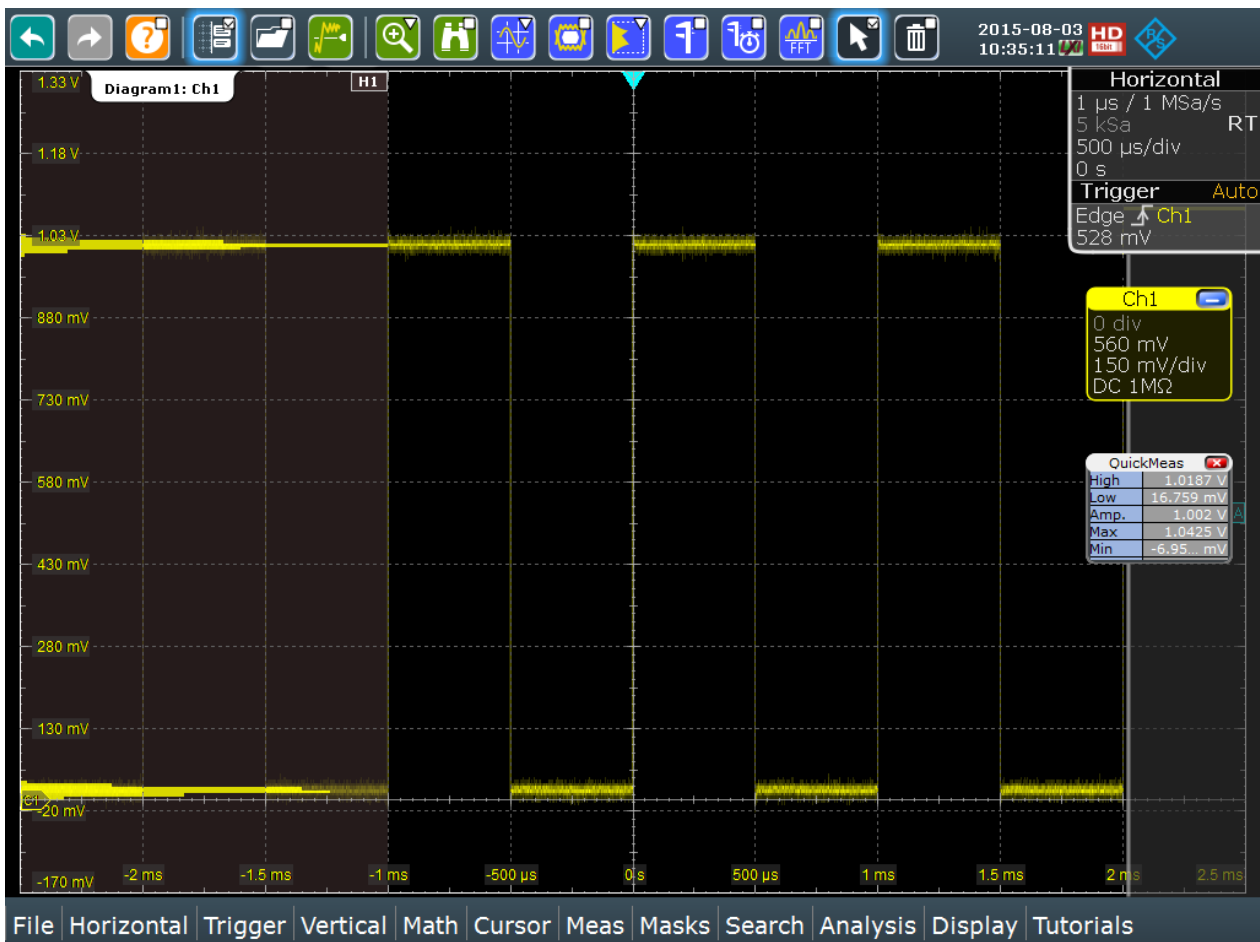 2015-08-03
10:35:11
HD
16bit
R&S
FFT
Diagram1: Ch1
H1
1.33 V
1.18 V
1.03 V
880 mV
730 mV
580 mV
430 mV
280 mV
130 mV
C1
-20 mV
-170 mV
-2 ms
-1.5 ms
-1 ms
-500 µs
0 s
500 µs
1 ms
1.5 ms
2 ms
2.5 ms
Horizontal
1 µs / 1 MSa/s
5 kSa RT
500 µs/div
0 s
Trigger Auto
Edge Ch1
528 mV
Ch1
0 div
560 mV
150 mV/div
DC 1MΩ
QuickMeas
High 1.0187 V
Low 16.759 mV
Amp. 1.002 V
Max 1.0425 V
Min -6.95... mV
A
File Horizontal Trigger Vertical Math Cursor Meas Masks Search Analysis Display Tutorials